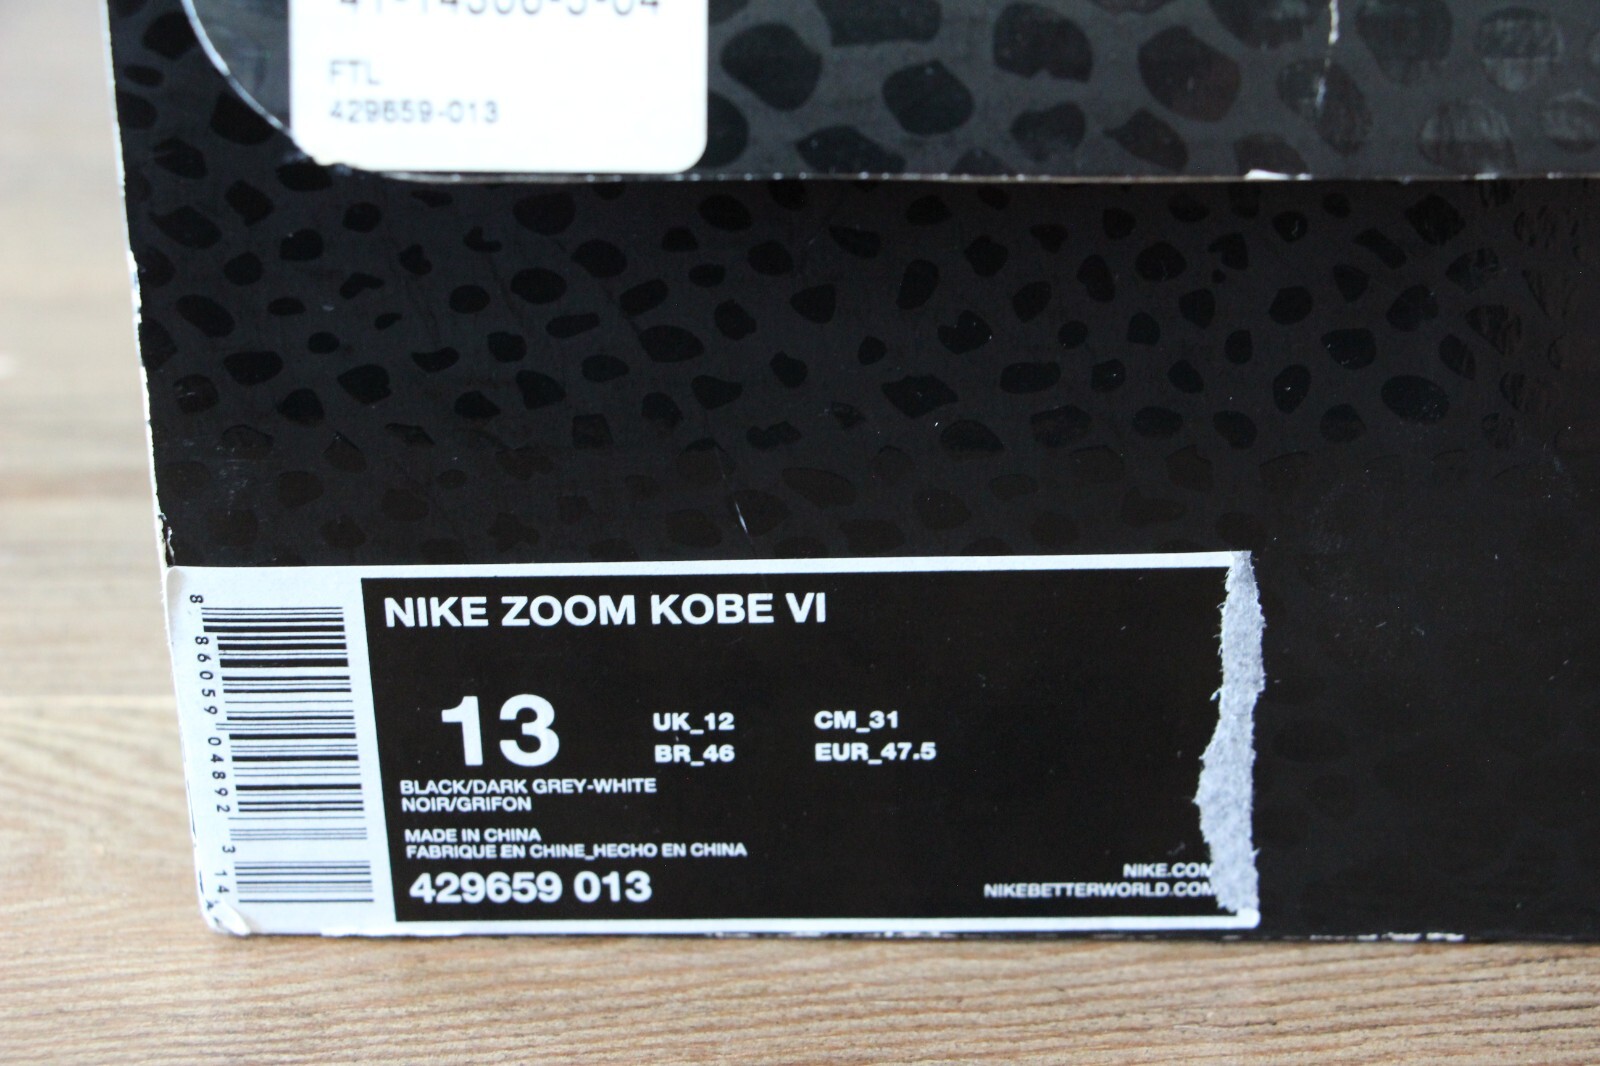 FTL
429659-013
NIKE ZOOM KOBE VI
13
UK_12 CM_31
BR_46 EUR_47.5
BLACK/DARK GREY-WHITE
NOIR/GRIFON
MADE IN CHINA
FABRIQUE EN CHINE_HECHO EN CHINA
429659 013
NIKE.COM
NIKEBETTERWORLD.COM
8 86059 04892 3 14